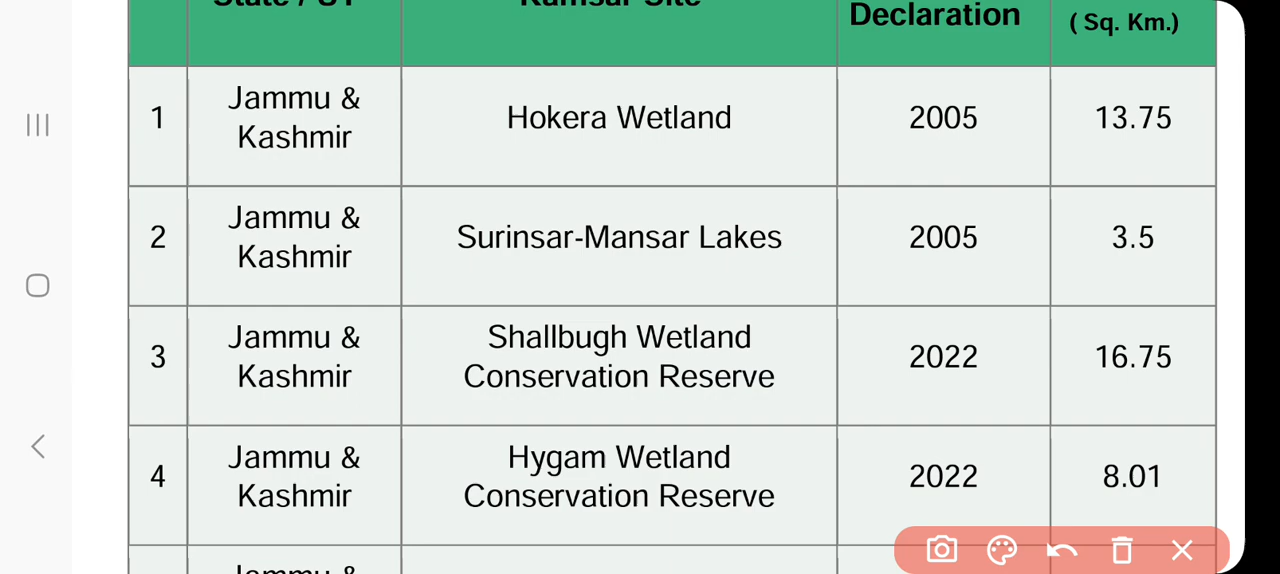 State / UT
Ramsar Site
Declaration
( Sq. Km.)
1
Jammu &
Kashmir
Hokera Wetland
2005
13.75
2
Jammu &
Kashmir
Surinsar-Mansar Lakes
2005
3.5
3
Jammu &
Kashmir
Shallbugh Wetland
Conservation Reserve
2022
16.75
4
Jammu &
Kashmir
Hygam Wetland
Conservation Reserve
2022
8.01
Jammu &